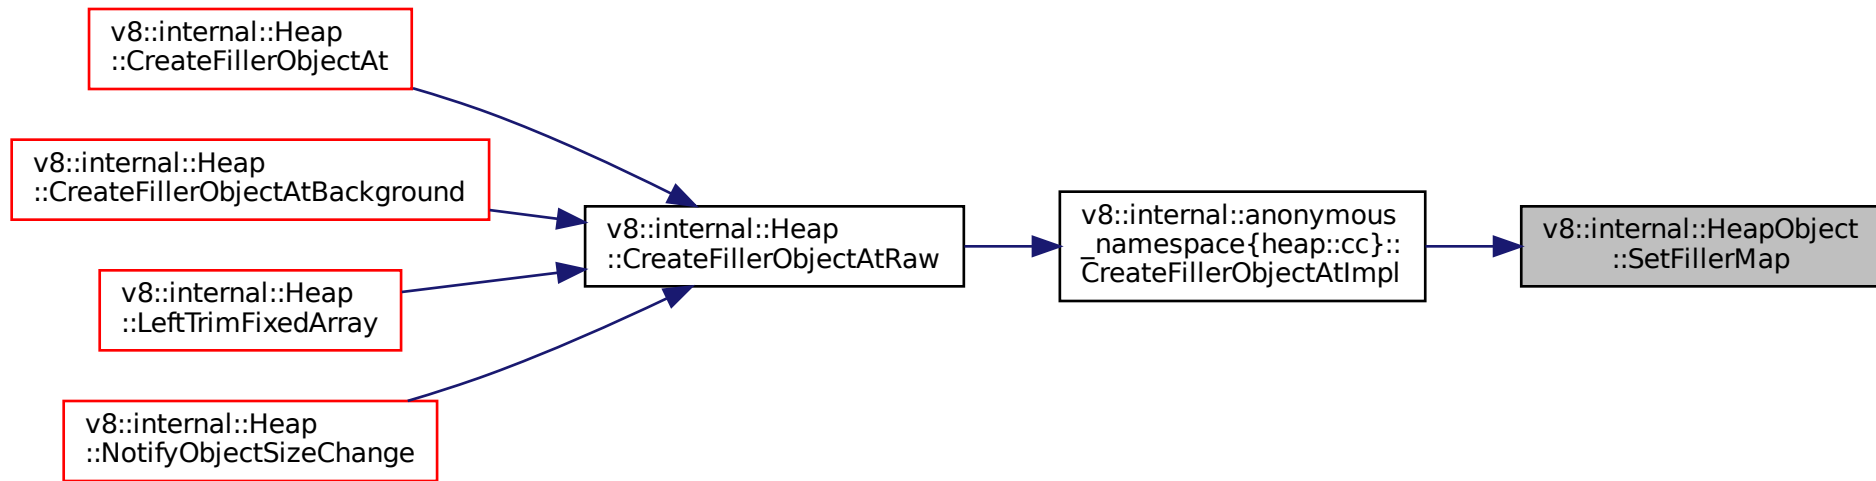 v8::internal::Heap
::CreateFillerObjectAt
v8::internal::Heap
::CreateFillerObjectAtBackground
v8::internal::Heap
::LeftTrimFixedArray
v8::internal::Heap
::NotifyObjectSizeChange
v8::internal::Heap
::CreateFillerObjectAtRaw
v8::internal::anonymous
_namespace{heap::cc}::
CreateFillerObjectAtImpl
v8::internal::HeapObject
::SetFillerMap